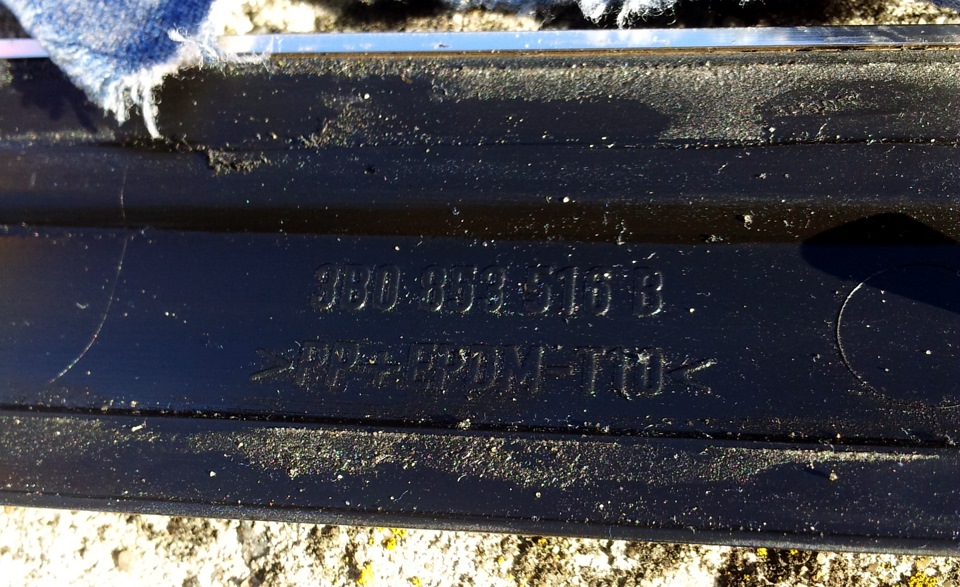 3B0 853 516 B
>PP+EPDM-T10<